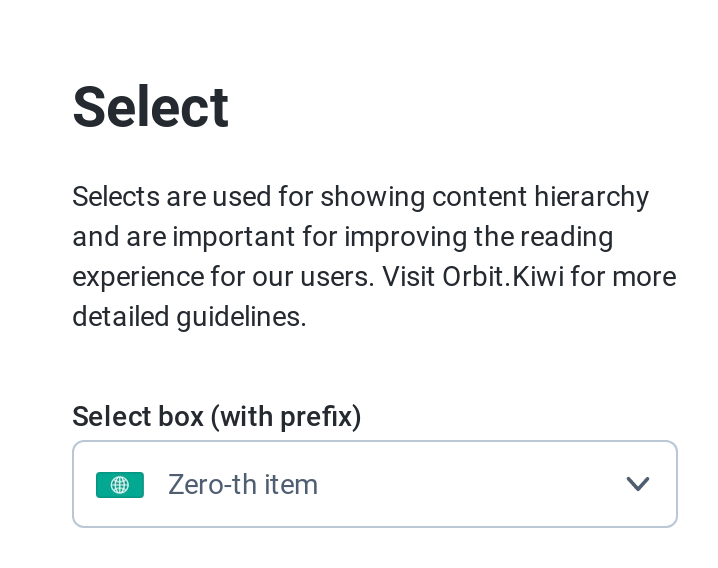 Select
Selects are used for showing content hierarchy
and are important for improving the reading
experience for our users. Visit Orbit.Kiwi for more
detailed guidelines.
Select box (with prefix)
Zero-th item